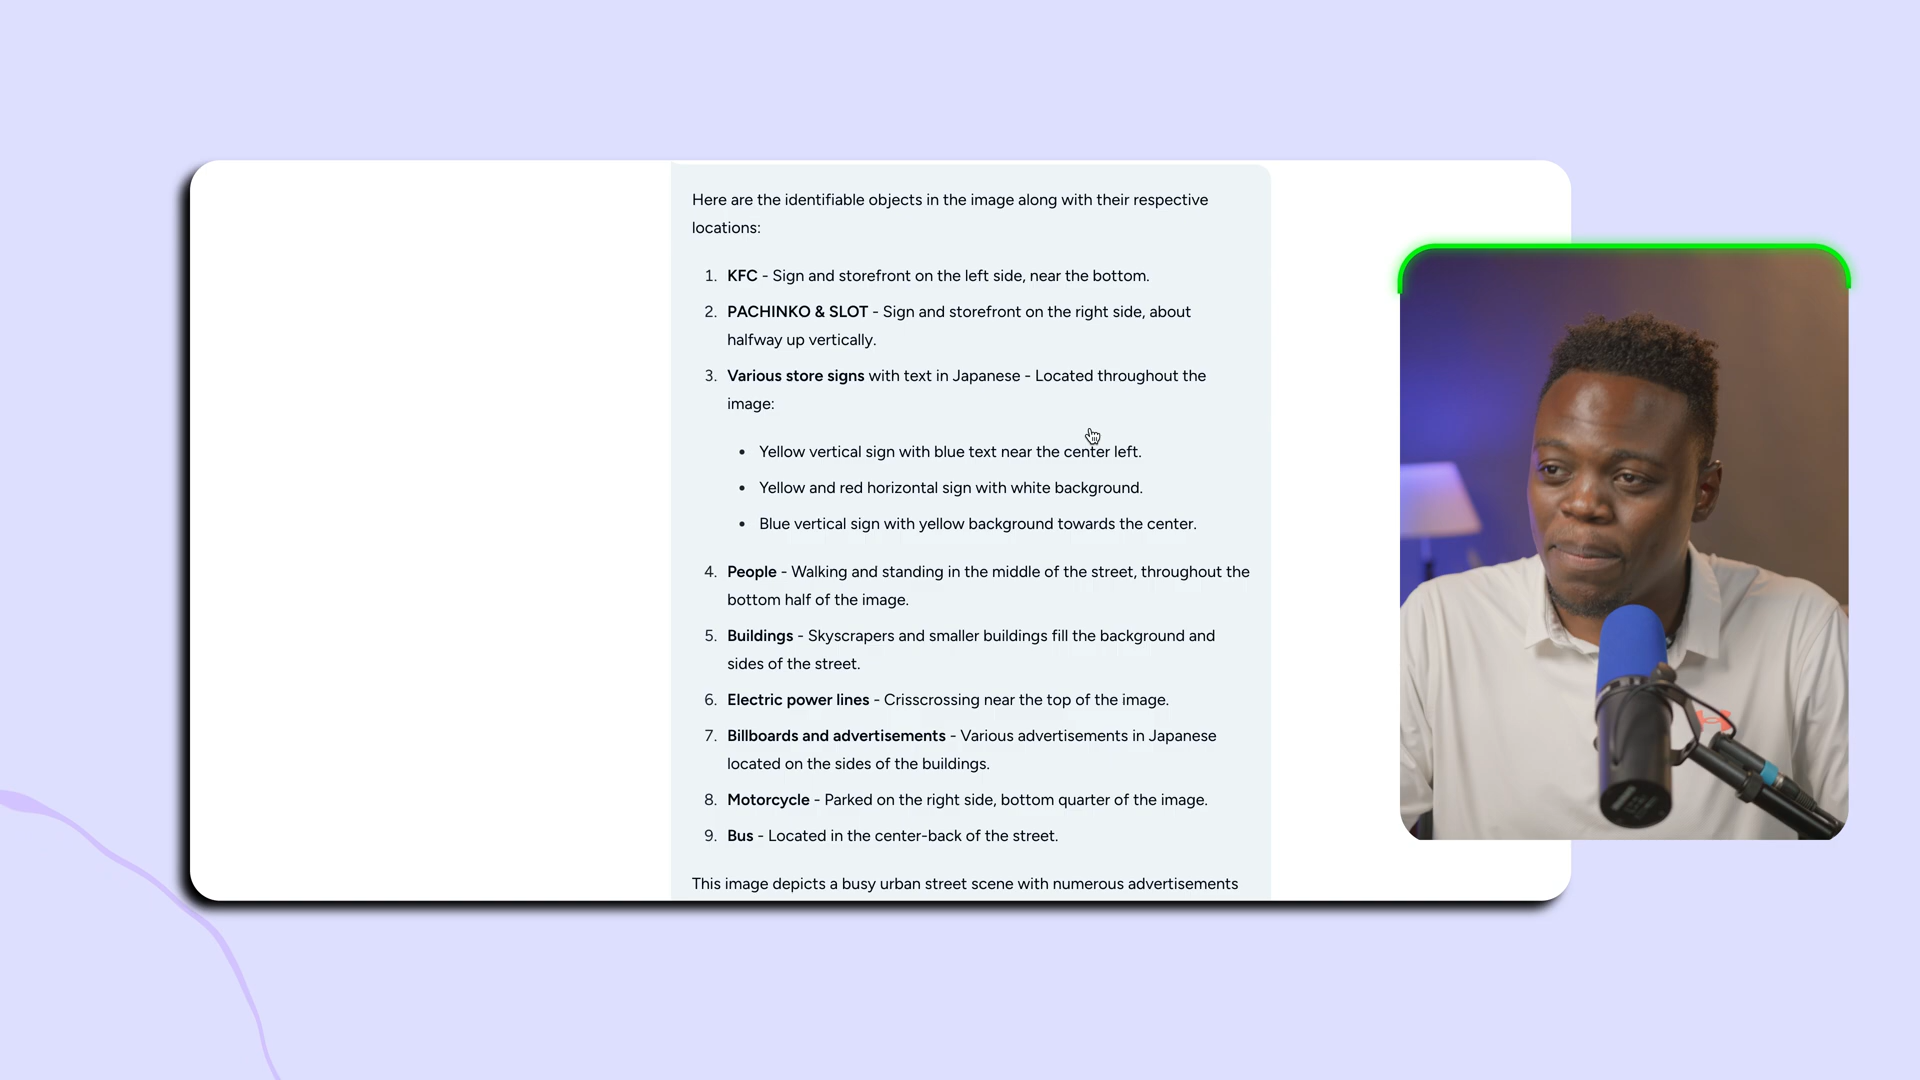 Here are the identifiable objects in the image along with their respective
locations:
1. KFC - Sign and storefront on the left side, near the bottom.
2. PACHINKO & SLOT - Sign and storefront on the right side, about
halfway up vertically.
3. Various store signs with text in Japanese - Located throughout the
image:
• Yellow vertical sign with blue text near the center left.
• Yellow and red horizontal sign with white background.
• Blue vertical sign with yellow background towards the center.
4. People - Walking and standing in the middle of the street, throughout the
bottom half of the image.
5. Buildings - Skyscrapers and smaller buildings fill the background and
sides of the street.
6. Electric power lines - Crisscrossing near the top of the image.
7. Billboards and advertisements - Various advertisements in Japanese
located on the sides of the buildings.
8. Motorcycle - Parked on the right side, bottom quarter of the image.
9. Bus - Located in the center-back of the street.
This image depicts a busy urban street scene with numerous advertisements